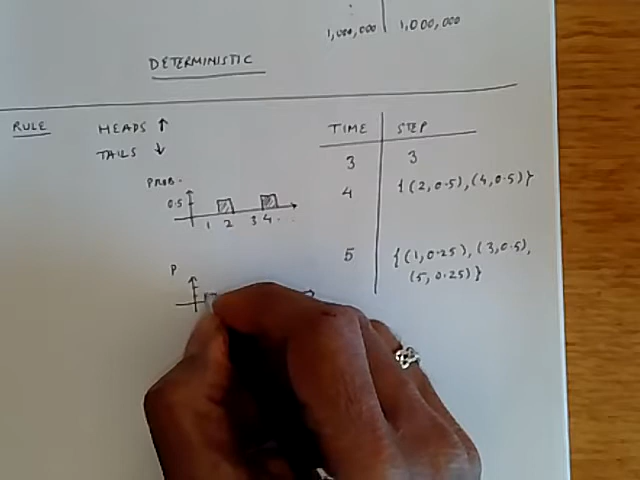 1,000,000 1,000,000
DETERMINISTIC
RULE HEADS ↑
TAILS ↓
TIME STEP
3 3
4 {(2,0.5),(4,0.5)}
PROB.
0.5
1 2 3 4 . . .
5 {(1,0.25),(3,0.5),
(5,0.25)}
P